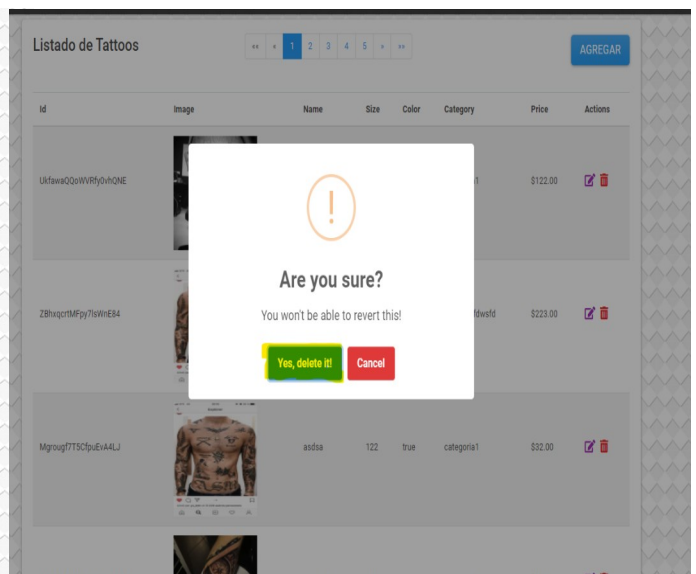 Listado de Tattoos
«« « 1 2 3 4 5 » »»
AGREGAR
Id Image Name Size Color Category Price Actions
UkfawaQQoWVRfy0vhQNE $122.00
Are you sure?
You won't be able to revert this!
Yes, delete it! Cancel
ZBhxqcrtMFpy7lsWnE84 fdwsfd $223.00
Mgrougf7T5CfpuEvA4LJ asdsa 122 true categoria1 $32.00